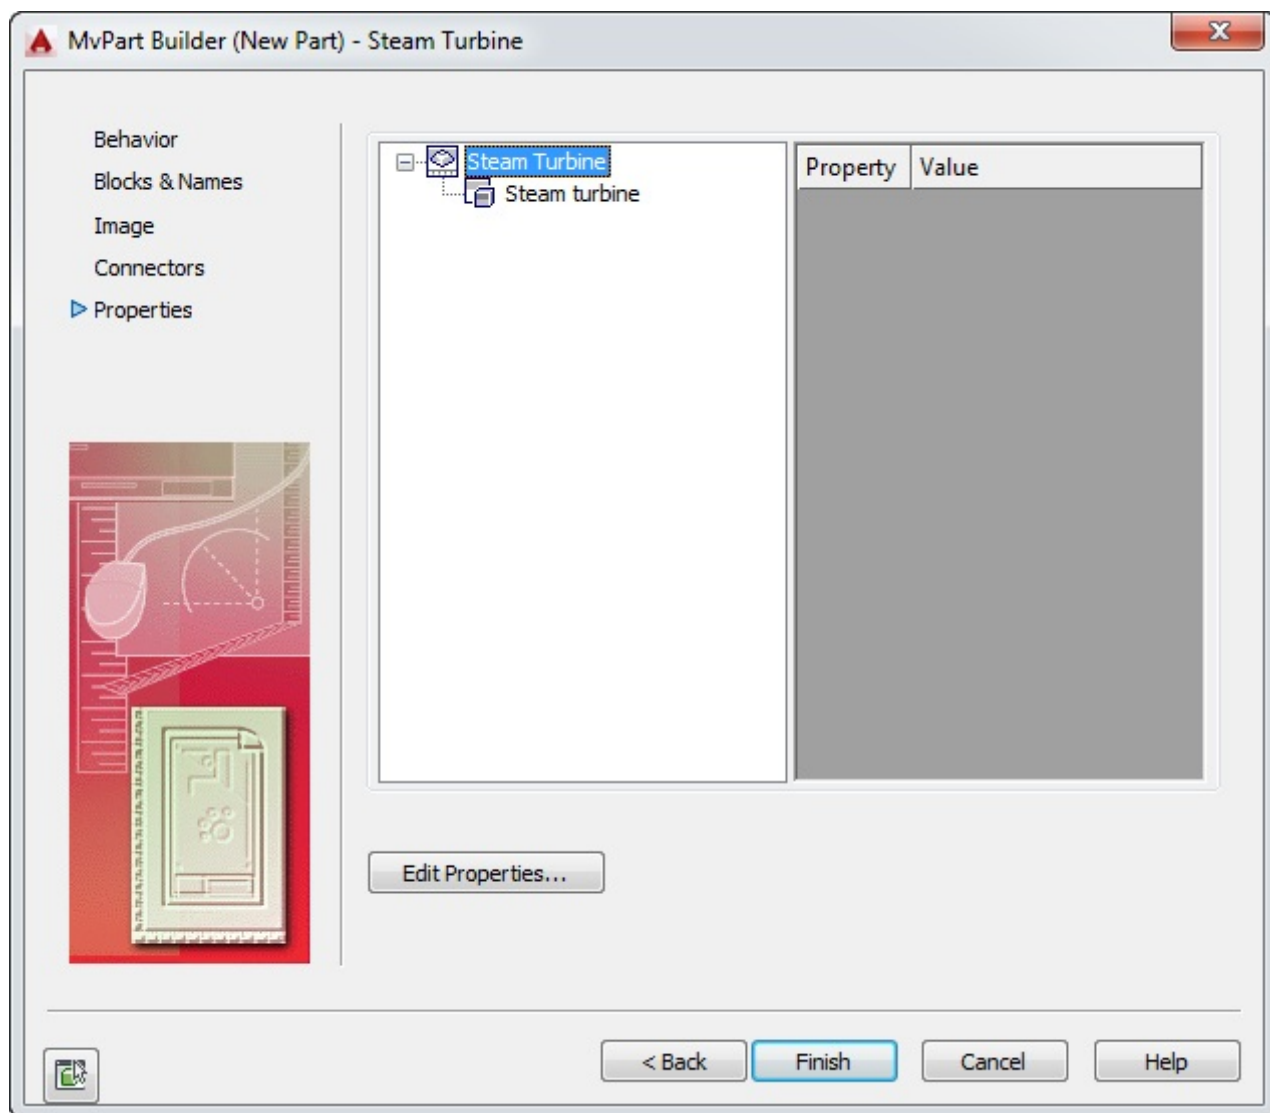 MvPart Builder (New Part) - Steam Turbine
Behavior
Blocks & Names
Image
Connectors
Properties
Steam Turbine
Steam turbine
Property Value
Edit Properties...
< Back Finish Cancel Help